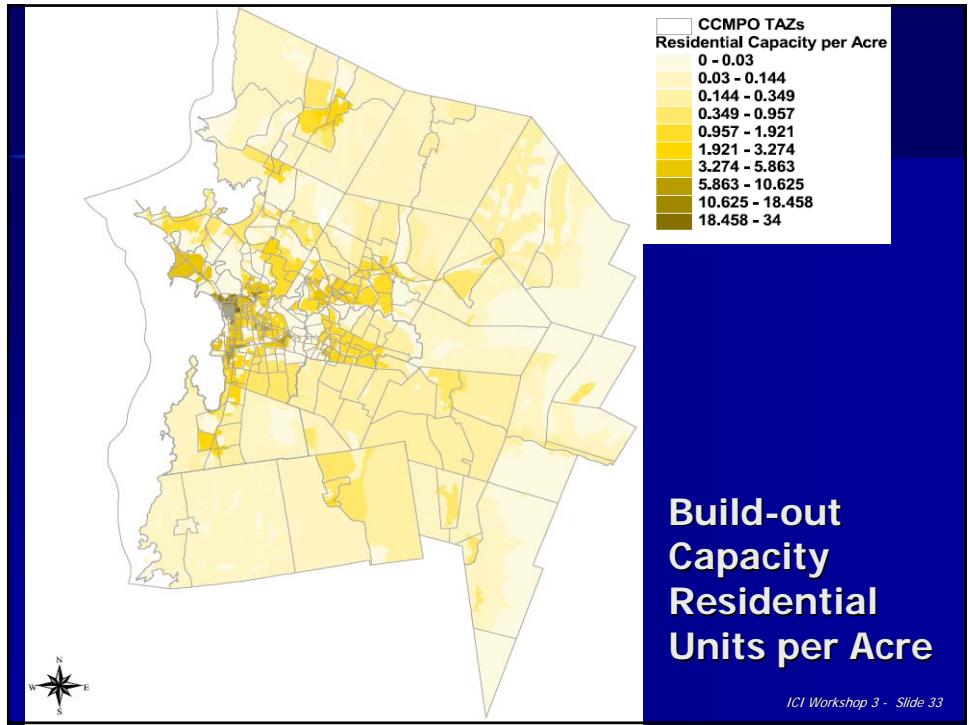 CCMPO TAZs
Residential Capacity per Acre
0 - 0.03
0.03 - 0.144
0.144 - 0.349
0.349 - 0.957
0.957 - 1.921
1.921 - 3.274
3.274 - 5.863
5.863 - 10.625
10.625 - 18.458
18.458 - 34
Build-out
Capacity
Residential
Units per Acre
N
W E
S
ICI Workshop 3 - Slide 33